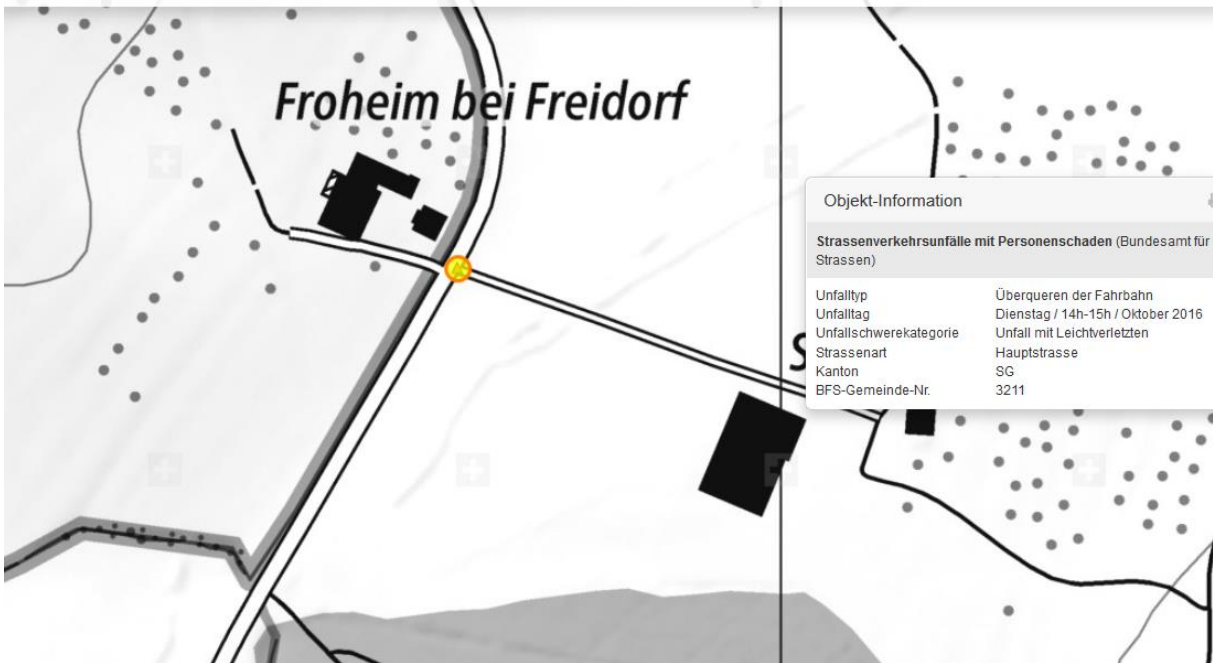 Froheim bei Freidorf
Objekt-Information
Strassenverkehrsunfälle mit Personenschaden (Bundesamt für
Strassen)
Unfalltyp Überqueren der Fahrbahn
Unfalltag Dienstag / 14h-15h / Oktober 2016
Unfallschwerekategorie Unfall mit Leichtverletzten
Strassenart Hauptstrasse
Kanton SG
BFS-Gemeinde-Nr. 3211